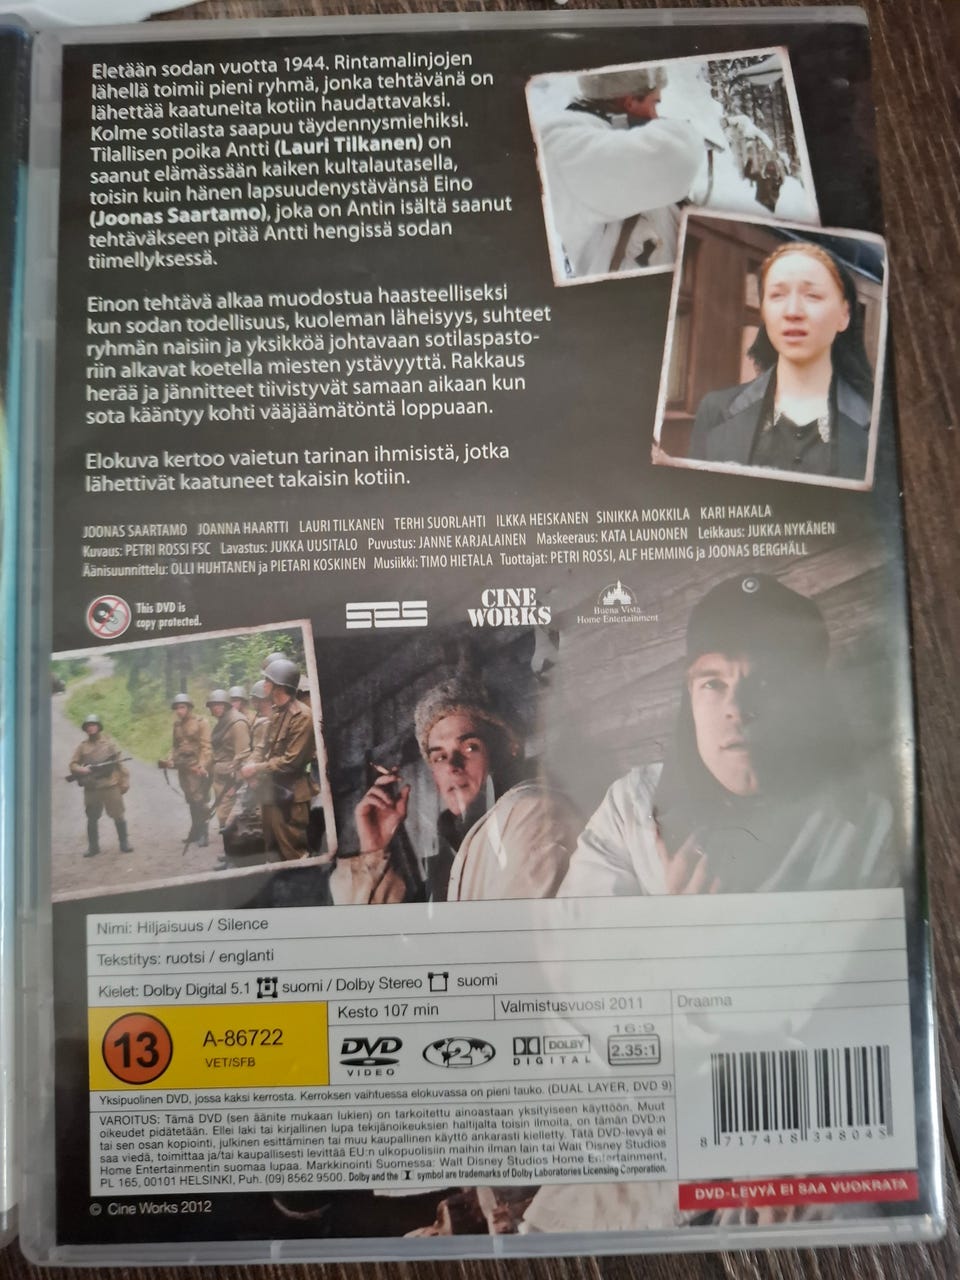 Eletään sodan vuotta 1944. Rintamalinjojen
lähellä toimii pieni ryhmä, jonka tehtävänä on
lähettää kaatuneita kotiin haudattavaksi.
Kolme sotilasta saapuu täydennysmiehiksi.
Tilallisen poika Antti (Lauri Tilkanen) on
saanut elämässään kaiken kultalautasella,
toisin kuin hänen lapsuudenystävänsä Eino
(Joonas Saartamo), joka on Antin isältä saanut
tehtäväkseen pitää Antti hengissä sodan
tiimellyksessä.
Einon tehtävä alkaa muodostua haasteelliseksi
kun sodan todellisuus, kuoleman läheisyys, suhteet
ryhmän naisiin ja yksikköä johtavaan sotilaspasto-
riin alkavat koetella miesten ystävyyttä. Rakkaus
herää ja jännitteet tiivistyvät samaan aikaan kun
sota kääntyy kohti vääjäämätöntä loppuaan.
Elokuva kertoo vaietun tarinan ihmisistä, jotka
lähettivät kaatuneet takaisin kotiin.
JOONAS SAARTAMO JOANNA HAARTTI LAURI TILKANEN TERHI SUORLAHTI ILKKA HEISKANEN SINIKKA MOKKILA KARI HAKALA
Kuvaus: PETRI ROSSI FSC Lavastus: JUKKA UUSITALO Puvustus: JANNE KARJALAINEN Maskeeraus: KATA LAUNONEN Leikkaus: JUKKA NYKÄNEN
Äänisuunnittelu: OLLI HUHTANEN ja PIETARI KOSKINEN Musiikki: TIMO HIETALA Tuottajat: PETRI ROSSI, ALF HEMMING ja JOONAS BERGHÄLL
This DVD is
copy protected.
SES
CINE
WORKS
Buena Vista
Home Entertainment
Nimi: Hiljaisuus / Silence
Tekstitys: ruotsi / englanti
Kielet: Dolby Digital 5.1 suomi / Dolby Stereo suomi
Kesto 107 min Valmistusvuosi 2011 Draama
13 A-86722
VET/SFB
DVD
VIDEO
2
DOLBY
DIGITAL
16:9
2.35:1
Yksipuolinen DVD, jossa kaksi kerrosta. Kerroksen vaihtuessa elokuvassa on pieni tauko. (DUAL LAYER, DVD 9)
VAROITUS: Tämä DVD (sen äänite mukaan lukien) on tarkoitettu ainoastaan yksityiseen käyttöön. Muut
oikeudet pidätetään. Ellei laki tai kirjallinen lupa tekijänoikeuksien haltijalta toisin ilmoita, on tämän DVD:n
tai sen osan kopiointi, julkinen esittäminen tai muu kaupallinen käyttö ankarasti kielletty. Tätä DVD-levyä ei
saa viedä, toimittaa ja/tai kaupallisesti levittää EU:n ulkopuolisiin maihin ilman lain tai Walt Disney Studios
Home Entertainmentin suomaa lupaa. Markkinointi Suomessa: Walt Disney Studios Home Entertainment,
PL 165, 00101 HELSINKI, Puh. (09) 8562 9500. Dolby and the symbol are trademarks of Dolby Laboratories Licensing Corporation.
8 717418 348045
DVD-LEVYÄ EI SAA VUOKRATA
© Cine Works 2012